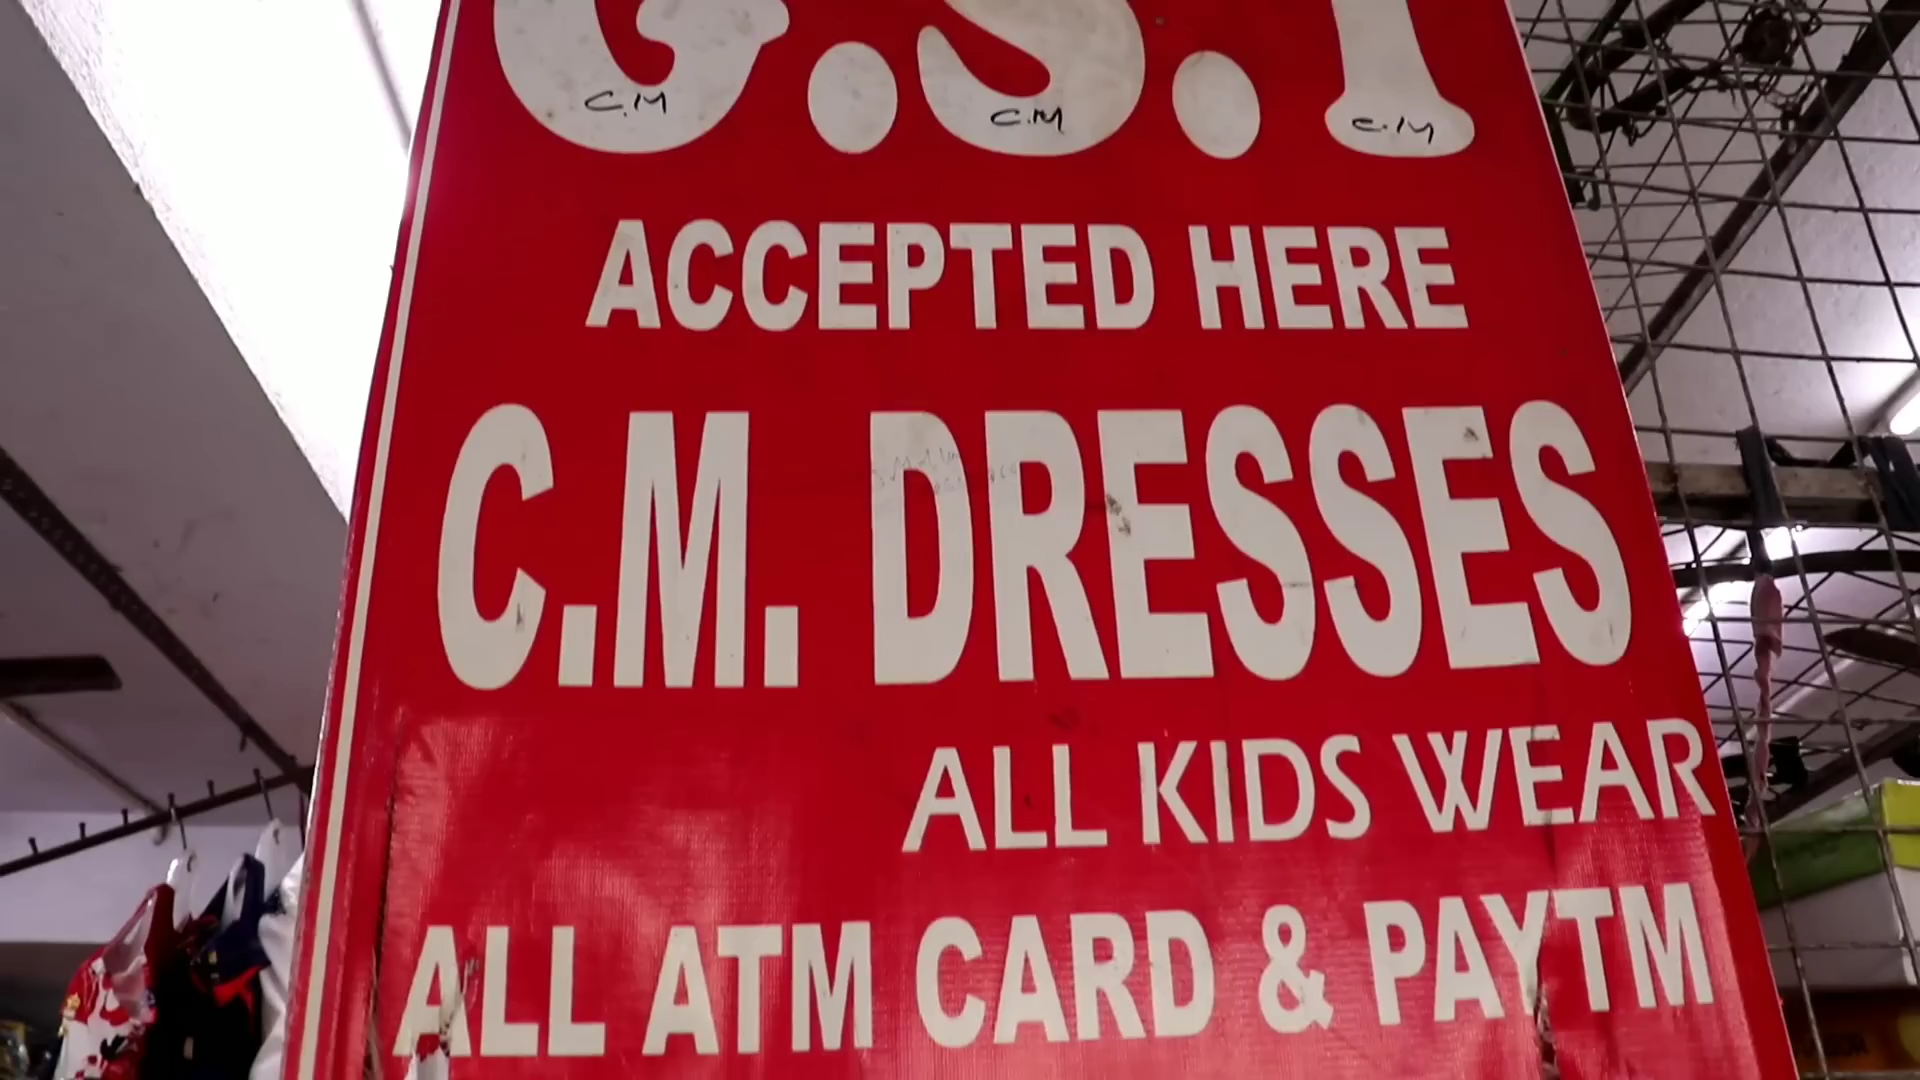 G.S.T
C.M C.M C.M
ACCEPTED HERE
C.M. DRESSES
ALL KIDS WEAR
ALL ATM CARD & PAYTM